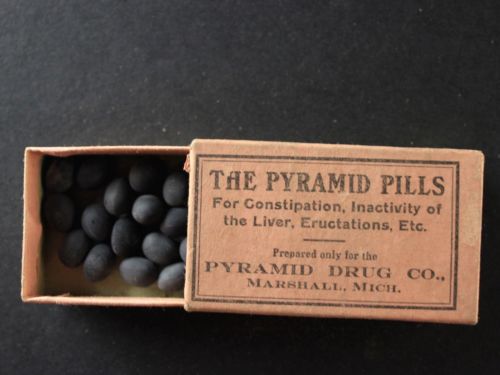 THE PYRAMID PILLS
For Constipation, Inactivity of
the Liver, Eructations, Etc.
Prepared only for the
PYRAMID DRUG CO.,
MARSHALL, MICH.